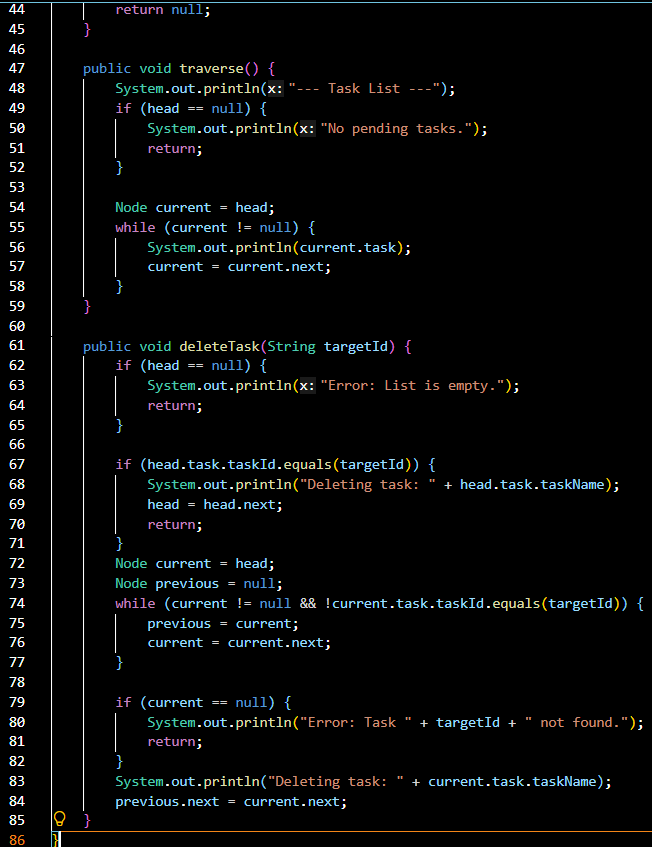 44 return null;
45 }
46
47 public void traverse() {
48 System.out.println(x: "--- Task List ---");
49 if (head == null) {
50 System.out.println(x: "No pending tasks.");
51 return;
52 }
53
54 Node current = head;
55 while (current != null) {
56 System.out.println(current.task);
57 current = current.next;
58 }
59 }
60
61 public void deleteTask(String targetId) {
62 if (head == null) {
63 System.out.println(x: "Error: List is empty.");
64 return;
65 }
66
67 if (head.task.taskId.equals(targetId)) {
68 System.out.println("Deleting task: " + head.task.taskName);
69 head = head.next;
70 return;
71 }
72 Node current = head;
73 Node previous = null;
74 while (current != null && !current.task.taskId.equals(targetId)) {
75 previous = current;
76 current = current.next;
77 }
78
79 if (current == null) {
80 System.out.println("Error: Task " + targetId + " not found.");
81 return;
82 }
83 System.out.println("Deleting task: " + current.task.taskName);
84 previous.next = current.next;
85 }
86 }